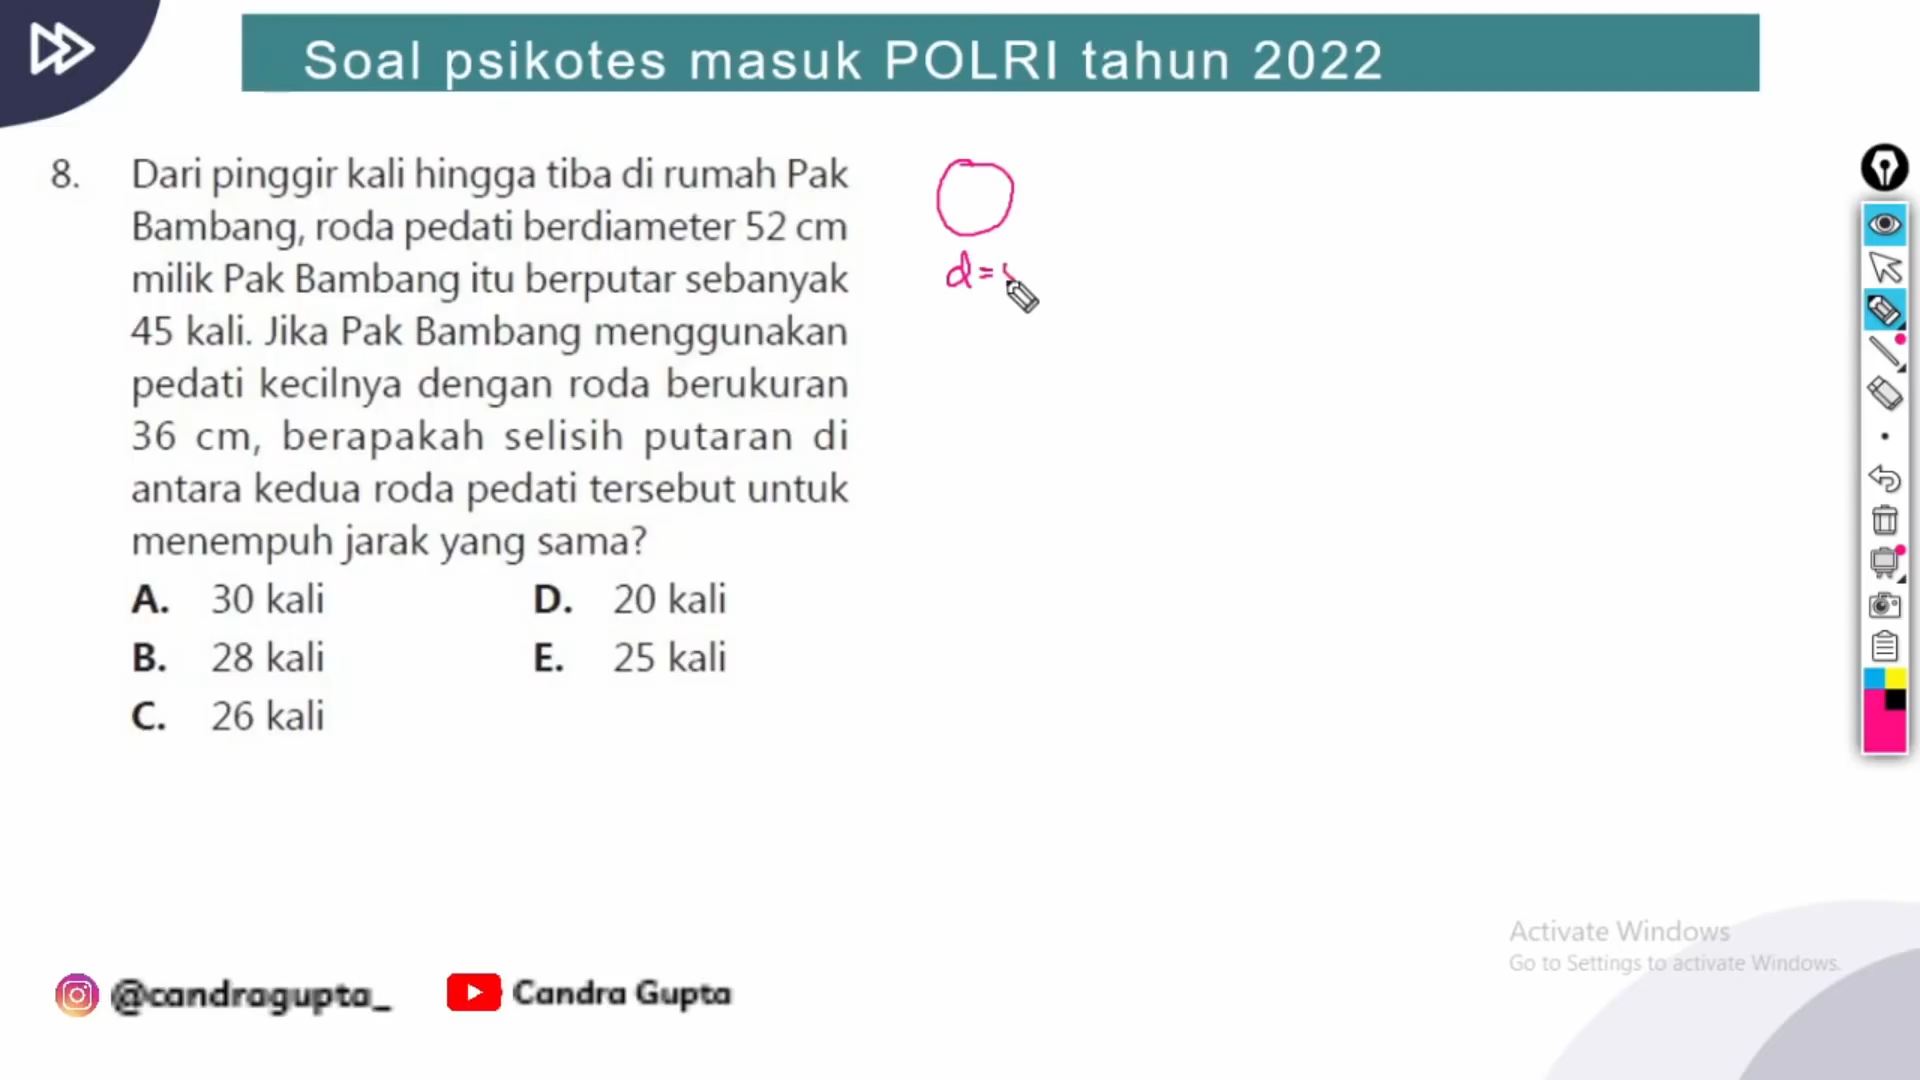 Soal psikotes masuk POLRI tahun 2022
8. Dari pinggir kali hingga tiba di rumah Pak
Bambang, roda pedati berdiameter 52 cm
milik Pak Bambang itu berputar sebanyak
45 kali. Jika Pak Bambang menggunakan
pedati kecilnya dengan roda berukuran
36 cm, berapakah selisih putaran di
antara kedua roda pedati tersebut untuk
menempuh jarak yang sama?
A. 30 kali D. 20 kali
B. 28 kali E. 25 kali
C. 26 kali
d =
Activate Windows
Go to Settings to activate Windows.
@candragupta_ Candra Gupta